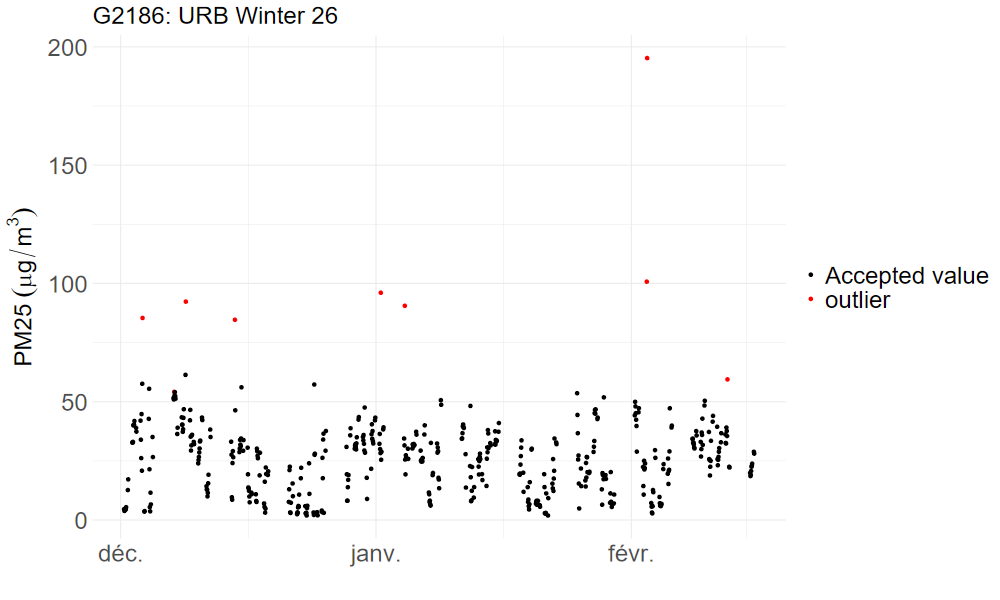 G2186: URB Winter 26
200
150
100
50
0
PM25 (μg/m³)
déc.
janv.
févr.
Accepted value
outlier